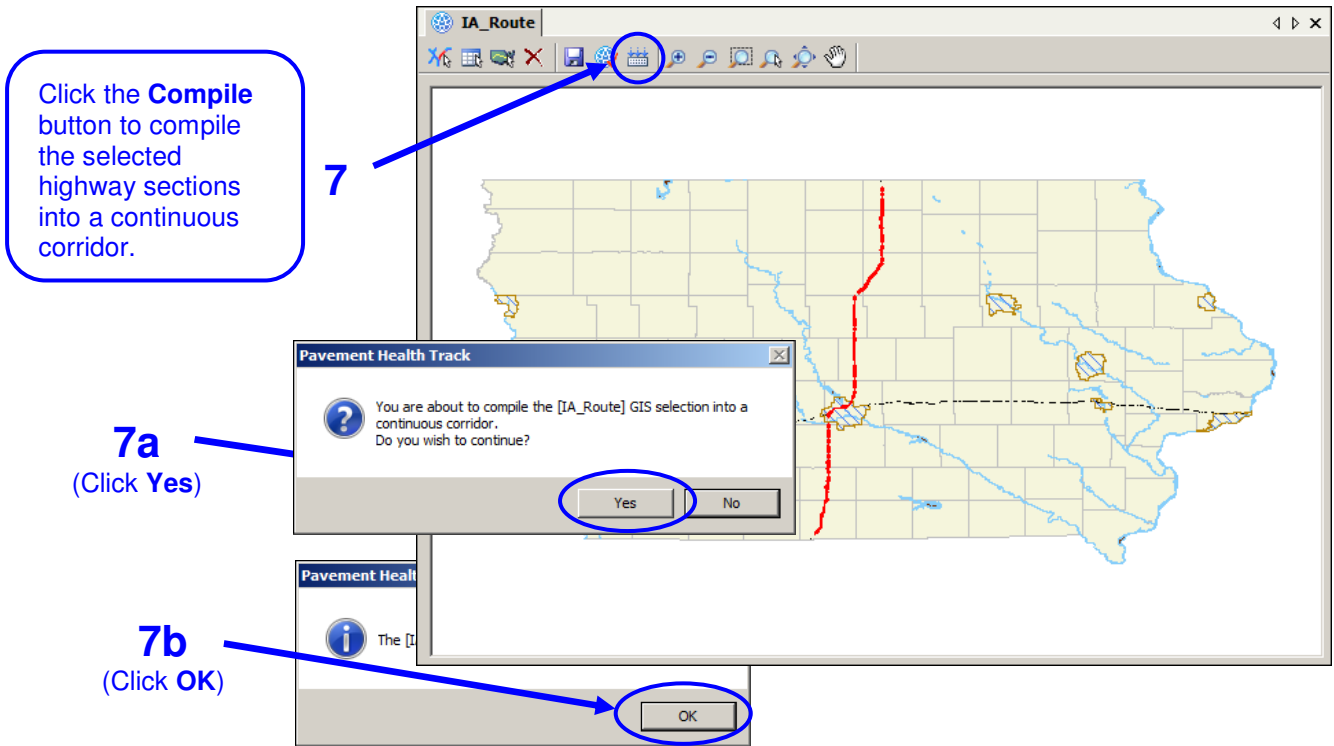 IA_Route
Click the Compile
button to compile
the selected
highway sections
into a continuous
corridor.
7
Pavement Health Track
You are about to compile the [IA_Route] GIS selection into a
continuous corridor.
Do you wish to continue?
Yes
No
7a
(Click Yes)
Pavement Healt
The [I
OK
7b
(Click OK)